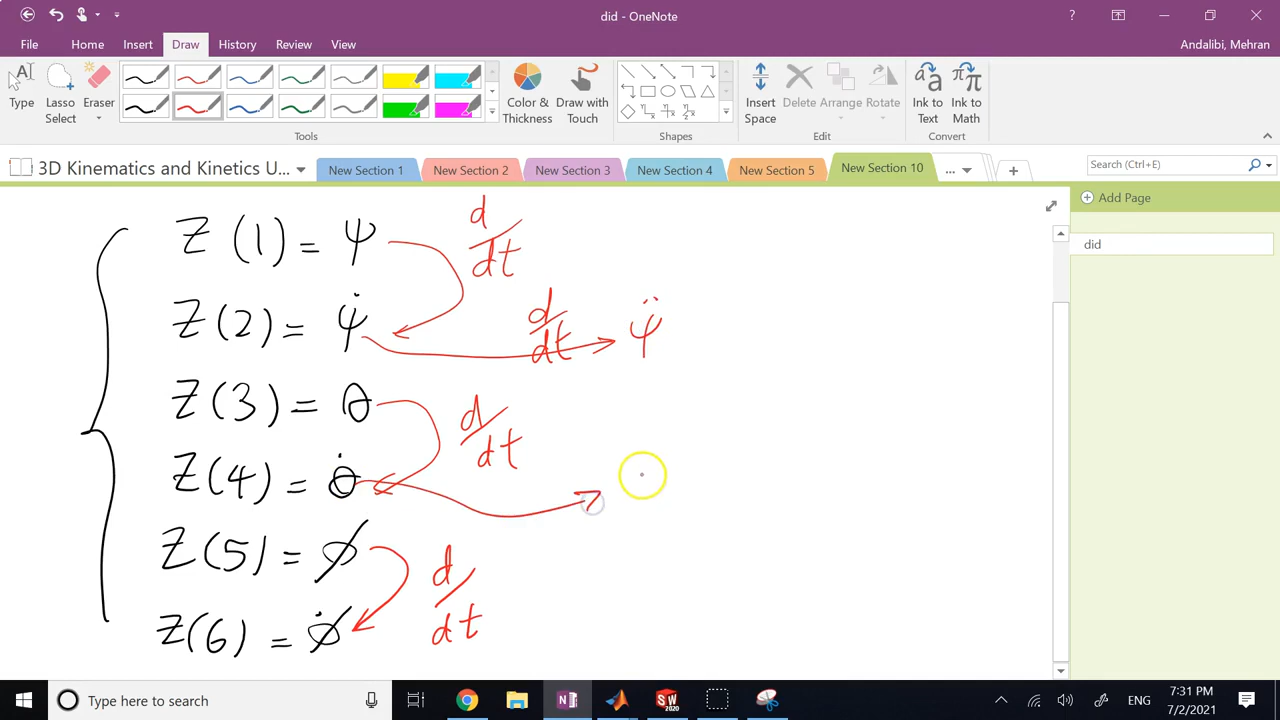 did - OneNote
Andalibi, Mehran
File Home Insert Draw History Review View
Type Lasso Select Eraser Color & Thickness Draw with Touch Insert Space Delete Arrange Rotate Ink to Text Ink to Math
Tools Shapes Edit Convert
3D Kinematics and Kinetics U... New Section 1 New Section 2 New Section 3 New Section 4 New Section 5 New Section 10 ... Search (Ctrl+E)
Add Page
did
Z(1) = ψ d/dt
Z(2) = ψ̇ d/dt ψ̈
Z(3) = θ d/dt
Z(4) = θ̇
Z(5) = φ d/dt
Z(6) = φ̇
Type here to search
ENG
7:31 PM
7/2/2021